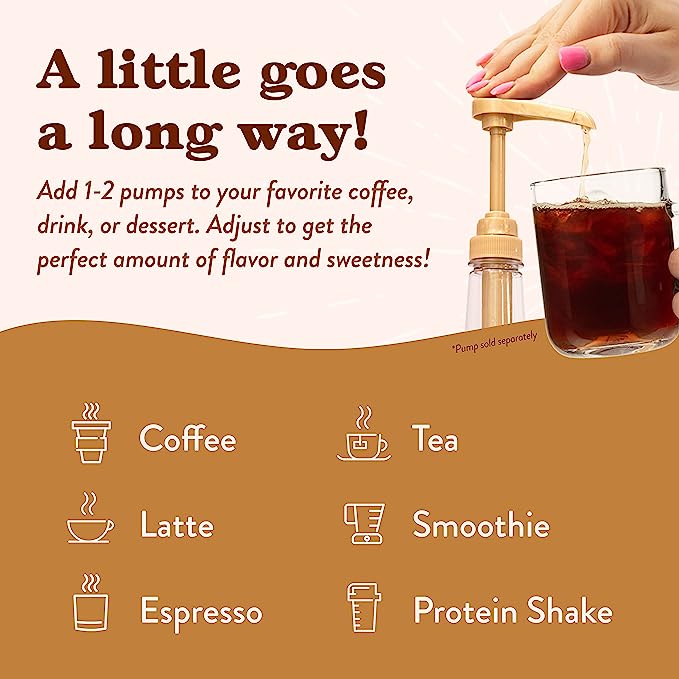 A little goes
a long way!
Add 1-2 pumps to your favorite coffee,
drink, or dessert. Adjust to get the
perfect amount of flavor and sweetness!
*Pump sold separately
Coffee
Tea
Latte
Smoothie
Espresso
Protein Shake